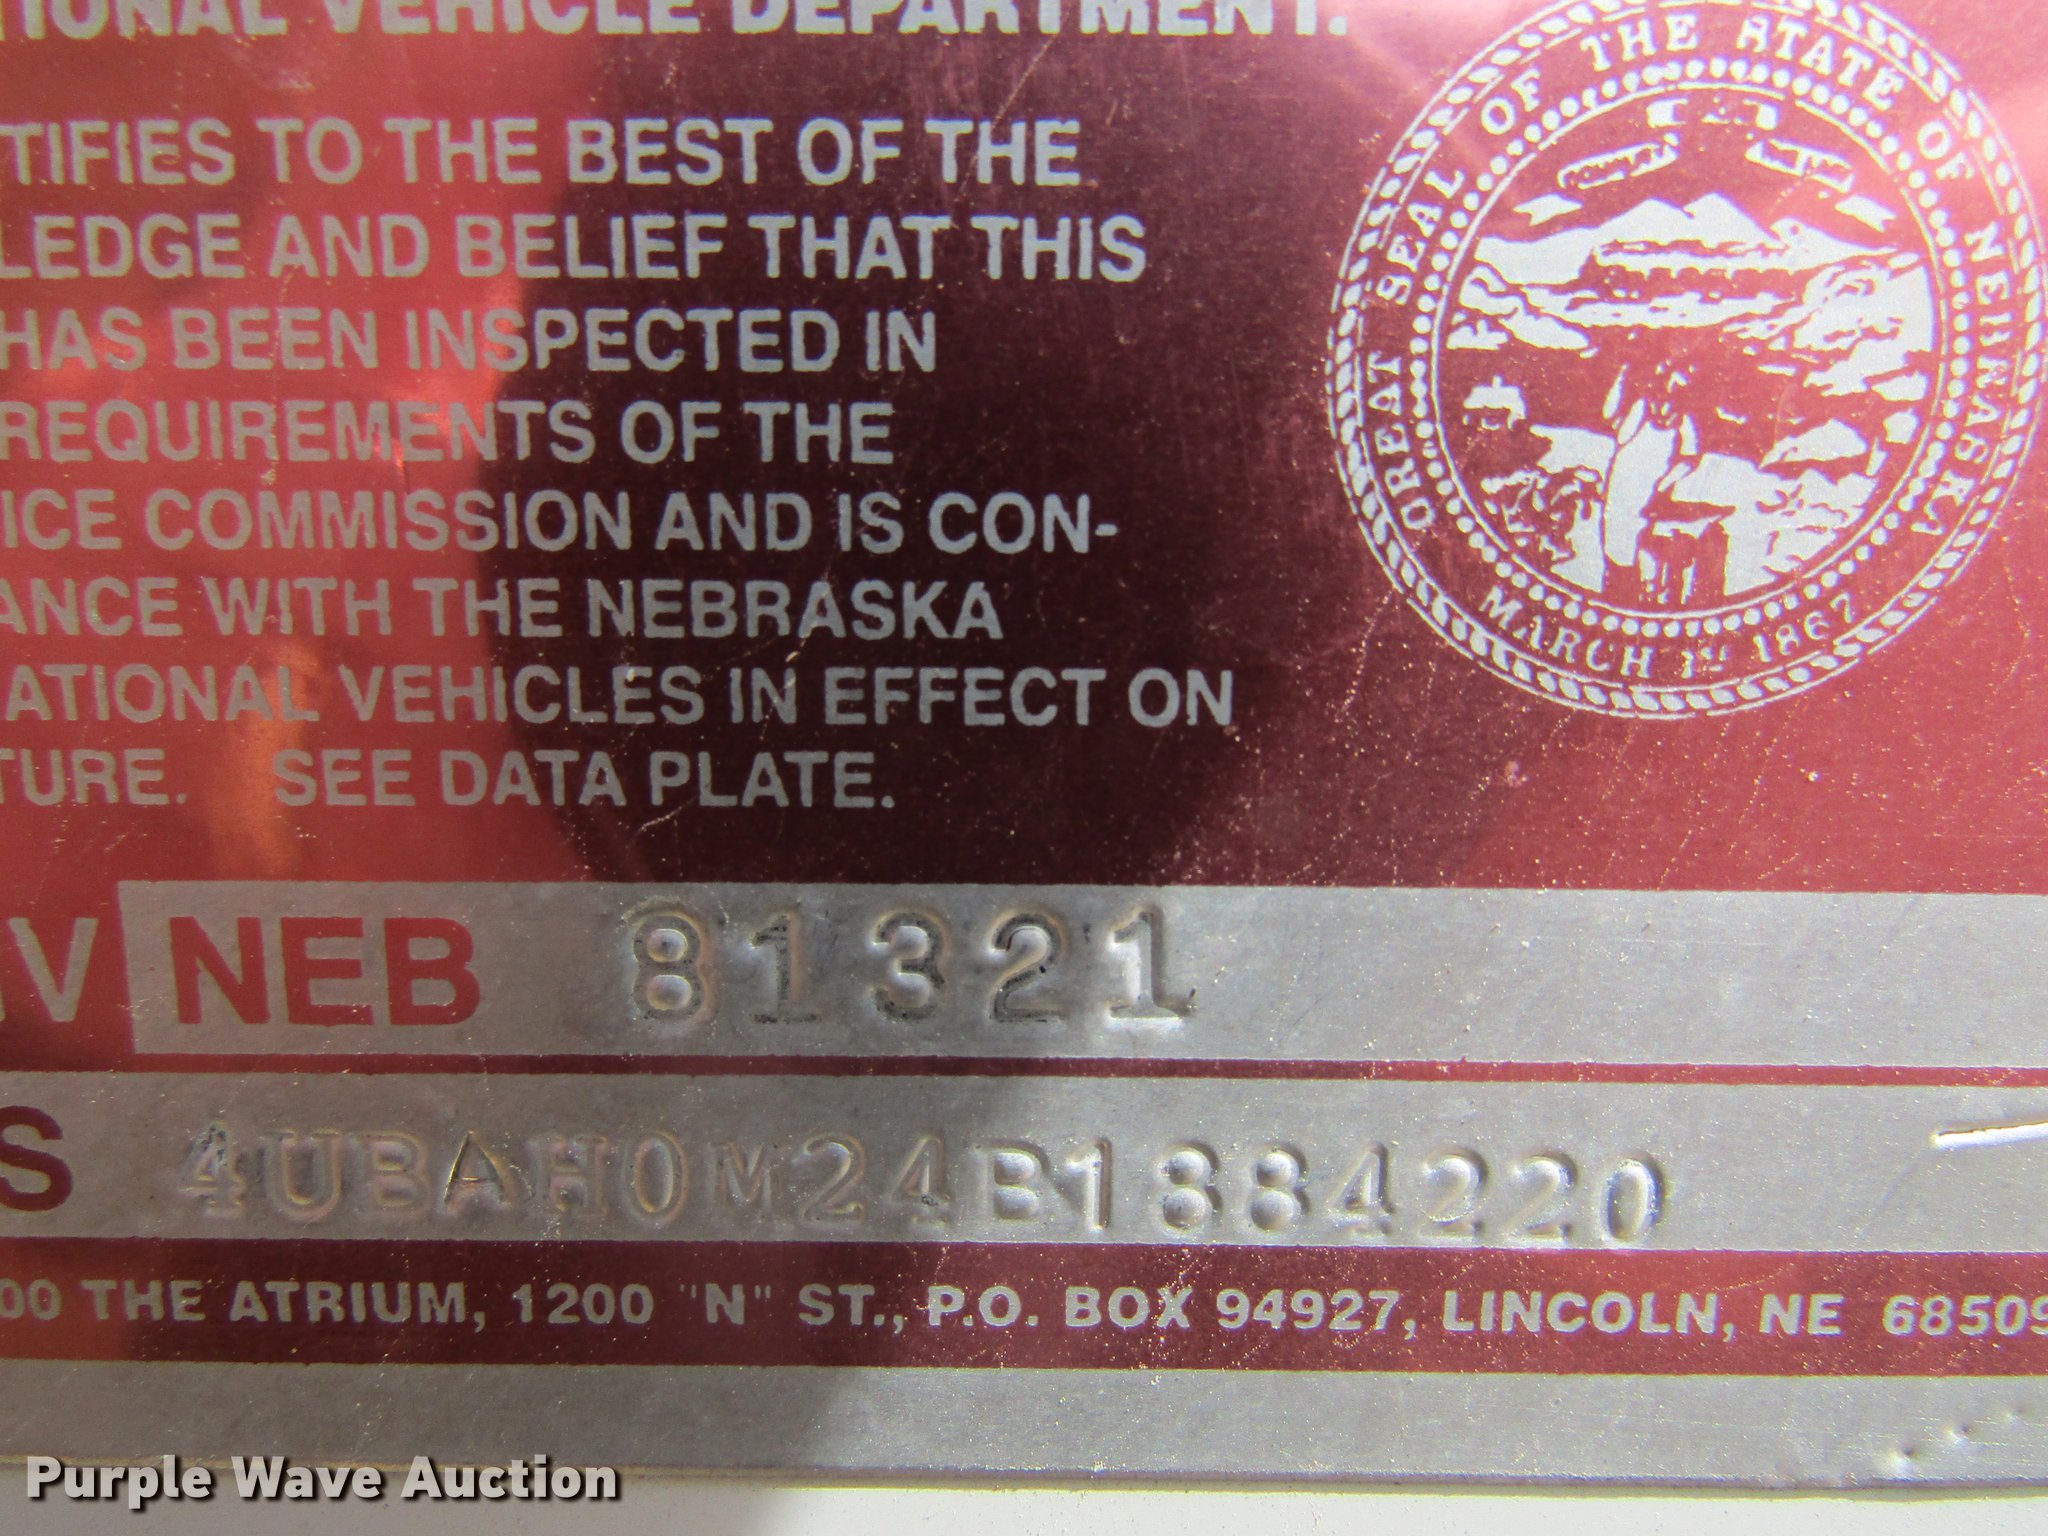 TIONAL VEHICLE DEPARTMENT.
TIFIES TO THE BEST OF THE
LEDGE AND BELIEF THAT THIS
HAS BEEN INSPECTED IN
REQUIREMENTS OF THE
ICE COMMISSION AND IS CON-
ANCE WITH THE NEBRASKA
ATIONAL VEHICLES IN EFFECT ON
TURE. SEE DATA PLATE.
GREAT SEAL OF THE STATE OF NEBRASKA
MARCH 1ST 1867
V NEB 81321
S 4UBAH0M24B1884220
00 THE ATRIUM, 1200 "N" ST., P.O. BOX 94927, LINCOLN, NE 68509
Purple Wave Auction